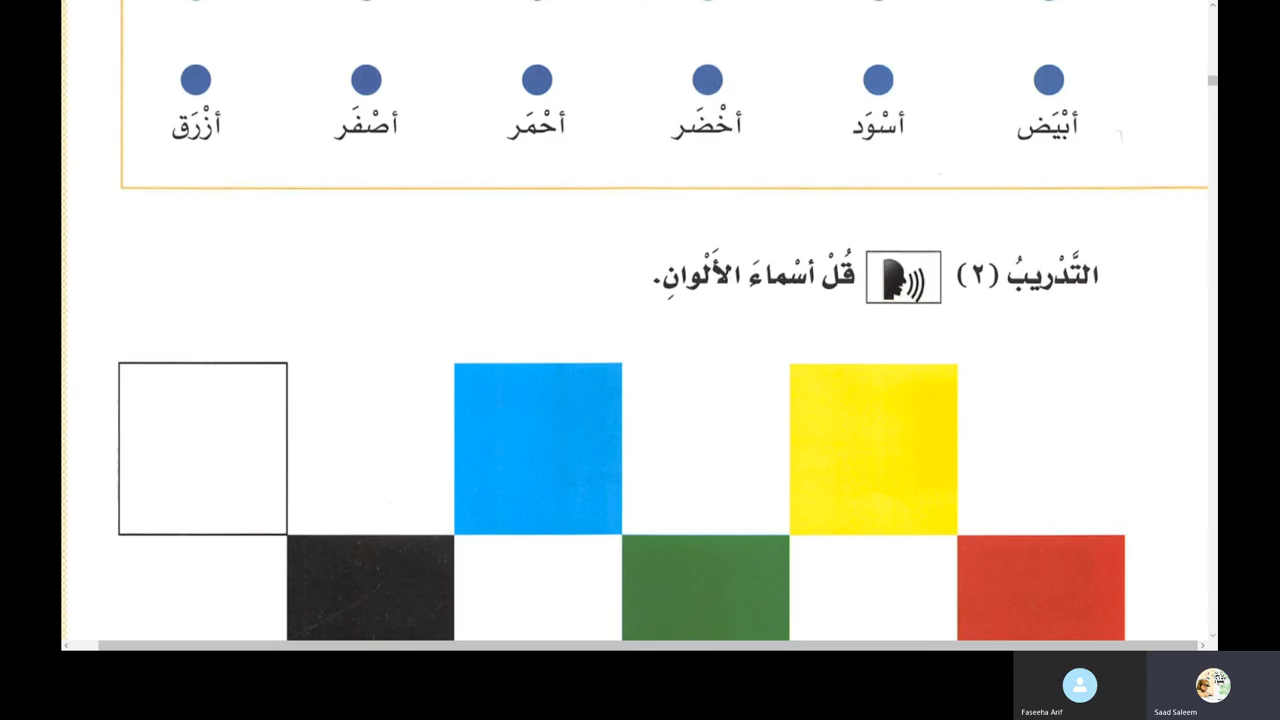 أبْيَض أسْوَد أخْضَر أحْمَر أصْفَر أزْرَق
التَّدْريبُ (٢) قُلْ أسْماءَ الأَلْوانِ.
Faseeha Arif
Saad Saleem